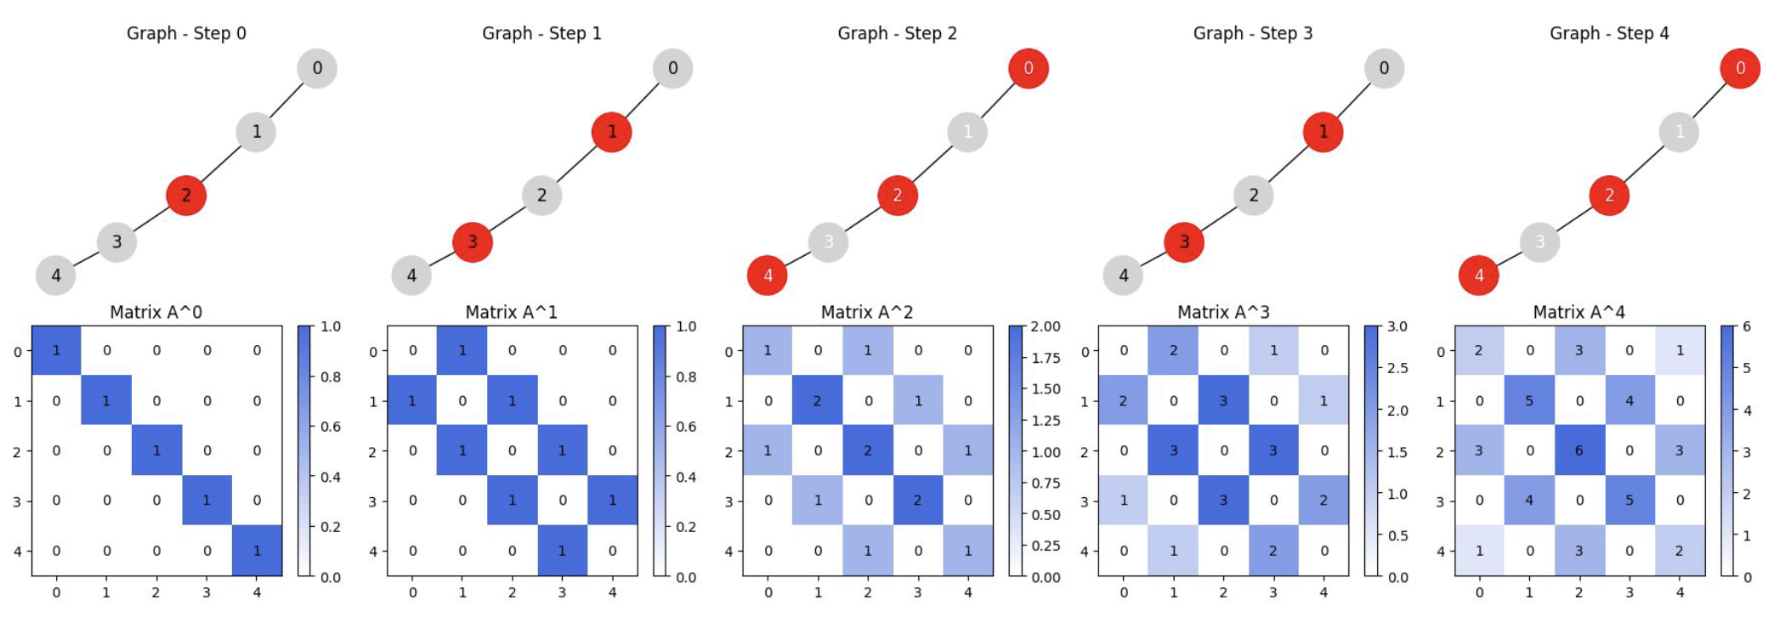 Graph - Step 0
0
1
2
3
4
Graph - Step 1
0
1
2
3
4
Graph - Step 2
0
1
2
3
4
Graph - Step 3
0
1
2
3
4
Graph - Step 4
0
1
2
3
4
Matrix A^0
0 1 0 0 0 0
1 0 1 0 0 0
2 0 0 1 0 0
3 0 0 0 1 0
4 0 0 0 0 1
0 1 2 3 4
1.0
0.8
0.6
0.4
0.2
0.0
Matrix A^1
0 0 1 0 0 0
1 1 0 1 0 0
2 0 1 0 1 0
3 0 0 1 0 1
4 0 0 0 1 0
0 1 2 3 4
1.0
0.8
0.6
0.4
0.2
0.0
Matrix A^2
0 1 0 1 0 0
1 0 2 0 1 0
2 1 0 2 0 1
3 0 1 0 2 0
4 0 0 1 0 1
0 1 2 3 4
2.00
1.75
1.50
1.25
1.00
0.75
0.50
0.25
0.00
Matrix A^3
0 0 2 0 1 0
1 2 0 3 0 1
2 0 3 0 3 0
3 1 0 3 0 2
4 0 1 0 2 0
0 1 2 3 4
3.0
2.5
2.0
1.5
1.0
0.5
0.0
Matrix A^4
0 2 0 3 0 1
1 0 5 0 4 0
2 3 0 6 0 3
3 0 4 0 5 0
4 1 0 3 0 2
0 1 2 3 4
6
5
4
3
2
1
0